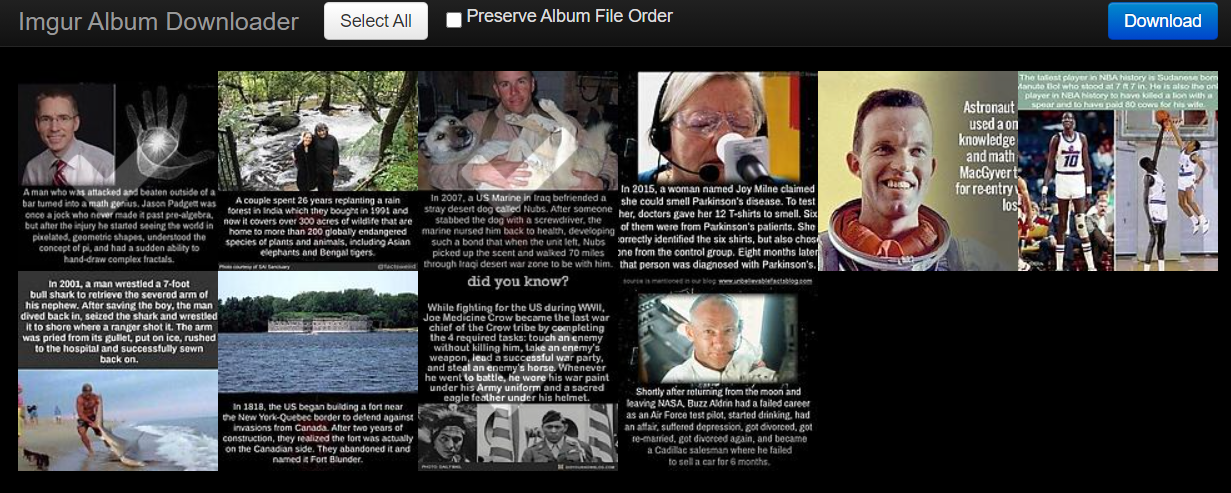 Imgur Album Downloader
Select All
Preserve Album File Order
Download
A man who was attacked and beaten outside of a
bar turned into a math genius. Jason Padgett was
once a jock who never made it past pre-algebra,
but after the injury he started seeing the world in
pixelated, geometric shapes, understood the
concept of pi, and had a sudden ability to
hand-draw complex fractals.
A couple spent 26 years replanting a rain
forest in India which they bought in 1991 and
now it covers over 300 acres of wildlife that are
home to more than 200 globally endangered
species of plants and animals, including Asian
elephants and Bengal tigers.
Photo courtesy of SAI Sanctuary
In 2007, a US Marine in Iraq befriended a
stray desert dog called Nubs. After someone
stabbed the dog with a screwdriver, the
marine nursed him back to health, developing
such a bond that when the unit left, Nubs
picked up the scent and walked 70 miles
through Iraqi desert war zone to be with him.
In 2015, a woman named Joy Milne claimed
she could smell Parkinson's disease. To test
her, doctors gave her 12 T-shirts to smell. Six
of them were from Parkinson's patients. She
orrectly identified the six shirts, but also chos
one from the control group. Eight months later
that person was diagnosed with Parkinson's.
Astronaut
used a on
knowledge
and math
MacGyver t
for re-entry
los
The tallest player in NBA history is Sudanese born
Manute Bol who stood at 7 ft 7 in. He is also the onl
player in NBA history to have killed a lion with a
spear and to have paid 80 cows for his wife.
In 2001, a man wrestled a 7-foot
bull shark to retrieve the severed arm of
his nephew. After saving the boy, the man
dived back in, seized the shark and wrestled
it to shore where a ranger shot it. The arm
was pried from its gullet, put on ice, rushed
to the hospital and successfully sewn
back on.
In 1818, the US began building a fort near
the New York-Quebec border to defend against
invasions from Canada. After two years of
construction, they realized the fort was actually
on the Canadian side. They abandoned it and
named it Fort Blunder.
did you know?
While fighting for the US during WWII,
Joe Medicine Crow became the last war
chief of the Crow tribe by completing
the 4 required tasks: touch an enemy
without killing him, take an enemy's
weapon, lead a successful war party,
and steal an enemy's horse. Whenever
he went to battle, he wore his war paint
under his Army uniform and a sacred
eagle feather under his helmet.
source is mentioned in our blog: www.unbelievablefactsblog.com
Shortly after returning from the moon and
leaving NASA, Buzz Aldrin had a failed career
as an Air Force test pilot, started drinking, had
an affair, suffered depression, got divorced, got
re-married, got divorced again, and became
a Cadillac salesman where he failed
to sell a car for 6 months.